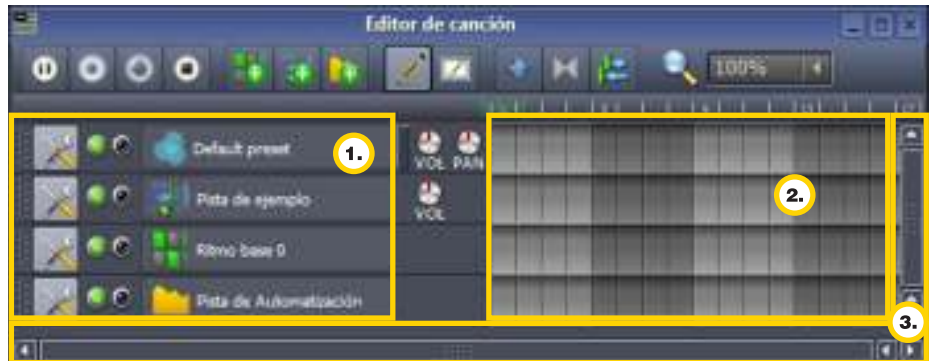 Editor de canción
100%
Default preset
1.
VOL PAN
Pista de ejemplo
VOL
2.
Ritmo base 0
Pista de Automatización
3.